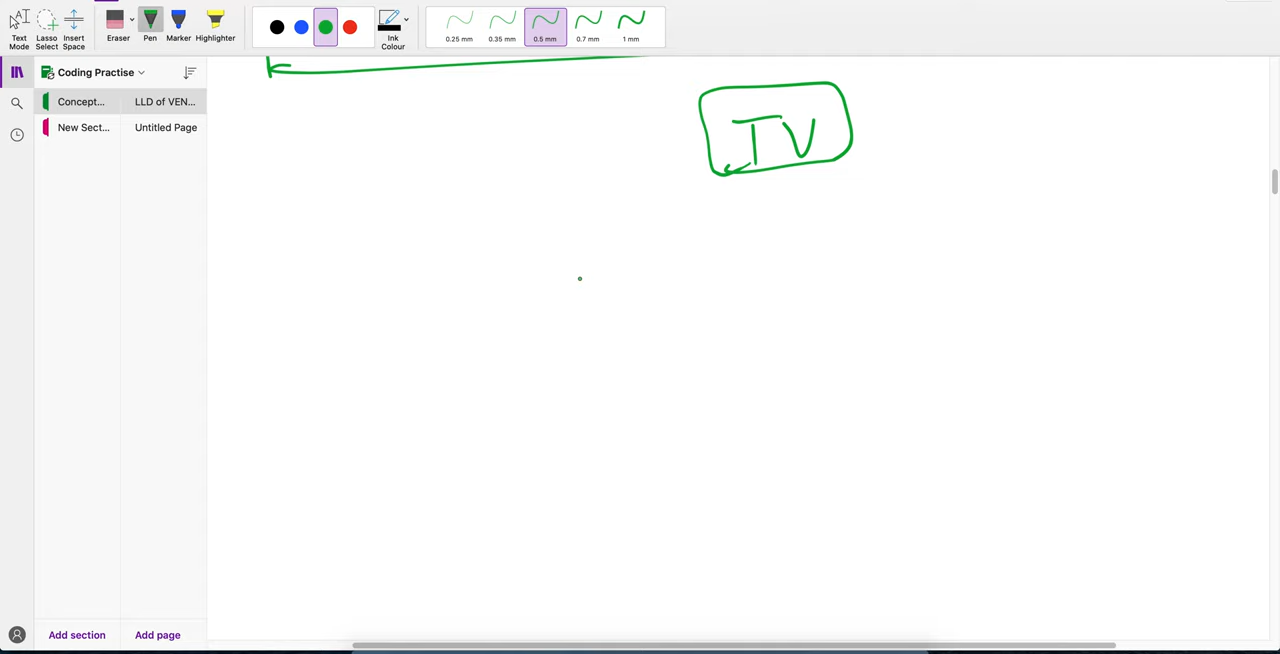 Text Mode
Lasso Select
Insert Space
Eraser
Pen
Marker
Highlighter
Ink Colour
0.25 mm
0.35 mm
0.5 mm
0.7 mm
1 mm
Coding Practise
Concept...
LLD of VEN...
New Sect...
Untitled Page
TV
Add section
Add page